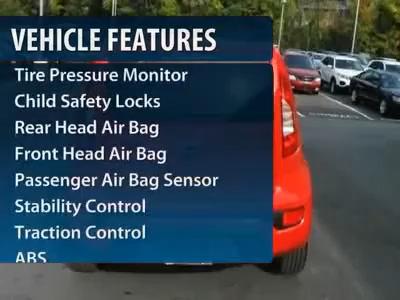 VEHICLE FEATURES
Tire Pressure Monitor
Child Safety Locks
Rear Head Air Bag
Front Head Air Bag
Passenger Air Bag Sensor
Stability Control
Traction Control
ABS